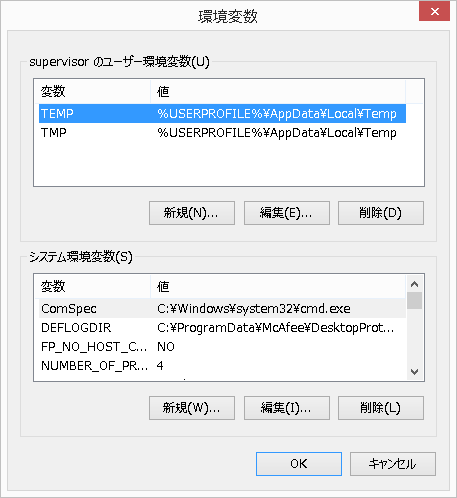 環境変数
supervisor のユーザー環境変数(U)
変数 値
TEMP %USERPROFILE%¥AppData¥Local¥Temp
TMP %USERPROFILE%¥AppData¥Local¥Temp
新規(N)... 編集(E)... 削除(D)
システム環境変数(S)
変数 値
ComSpec C:¥Windows¥system32¥cmd.exe
DEFLOGDIR C:¥ProgramData¥McAfee¥DesktopProt...
FP_NO_HOST_C... NO
NUMBER_OF_PR... 4
新規(W)... 編集(I)... 削除(L)
OK キャンセル